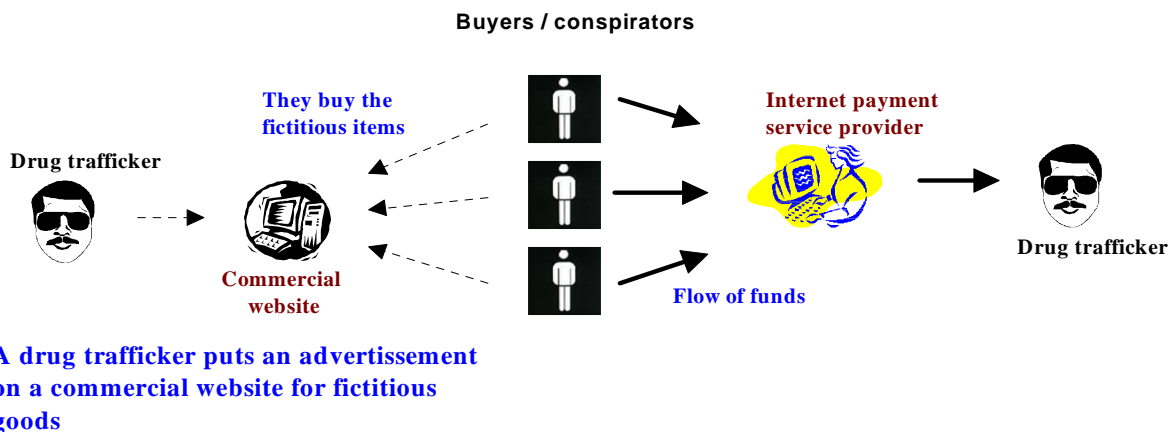 Buyers / conspirators
They buy the
fictitious items
Internet payment
service provider
Drug trafficker
Commercial
website
Flow of funds
Drug trafficker
A drug trafficker puts an advertissement
on a commercial website for fictitious
goods